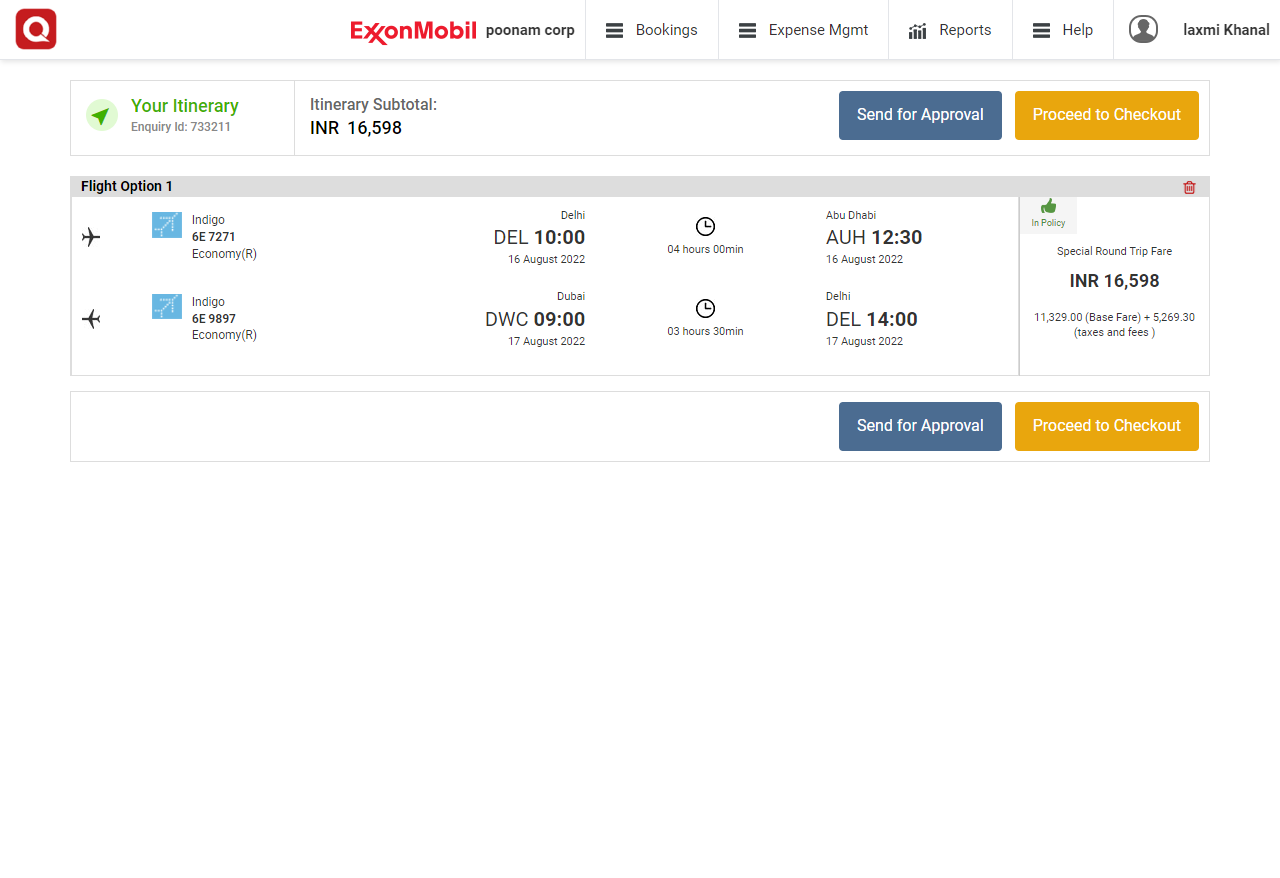 Q ExxonMobil poonam corp Bookings Expense Mgmt Reports Help laxmi Khanal
Your Itinerary
Enquiry Id: 733211
Itinerary Subtotal:
INR 16,598
Send for Approval Proceed to Checkout
Flight Option 1
Indigo
6E 7271
Economy(R)
Delhi
DEL 10:00
16 August 2022
04 hours 00min
Abu Dhabi
AUH 12:30
16 August 2022
Indigo
6E 9897
Economy(R)
Dubai
DWC 09:00
17 August 2022
03 hours 30min
Delhi
DEL 14:00
17 August 2022
In Policy
Special Round Trip Fare
INR 16,598
11,329.00 (Base Fare) + 5,269.30
(taxes and fees )
Send for Approval Proceed to Checkout